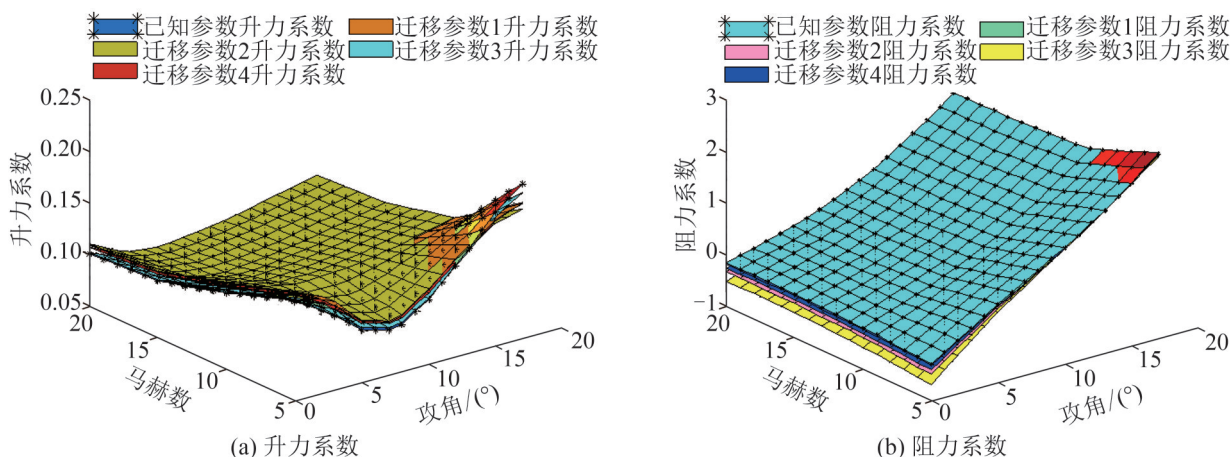 已知参数升力系数 迁移参数1升力系数
迁移参数2升力系数 迁移参数3升力系数
迁移参数4升力系数
0.25
0.20
0.15
0.10
0.05
升力系数
20
15
10
5
马赫数
0
5
10
15
20
攻角/(°)
(a) 升力系数
已知参数阻力系数 迁移参数1阻力系数
迁移参数2阻力系数 迁移参数3阻力系数
迁移参数4阻力系数
3
2
1
0
−1
阻力系数
20
15
10
5
马赫数
0
5
10
15
20
攻角/(°)
(b) 阻力系数